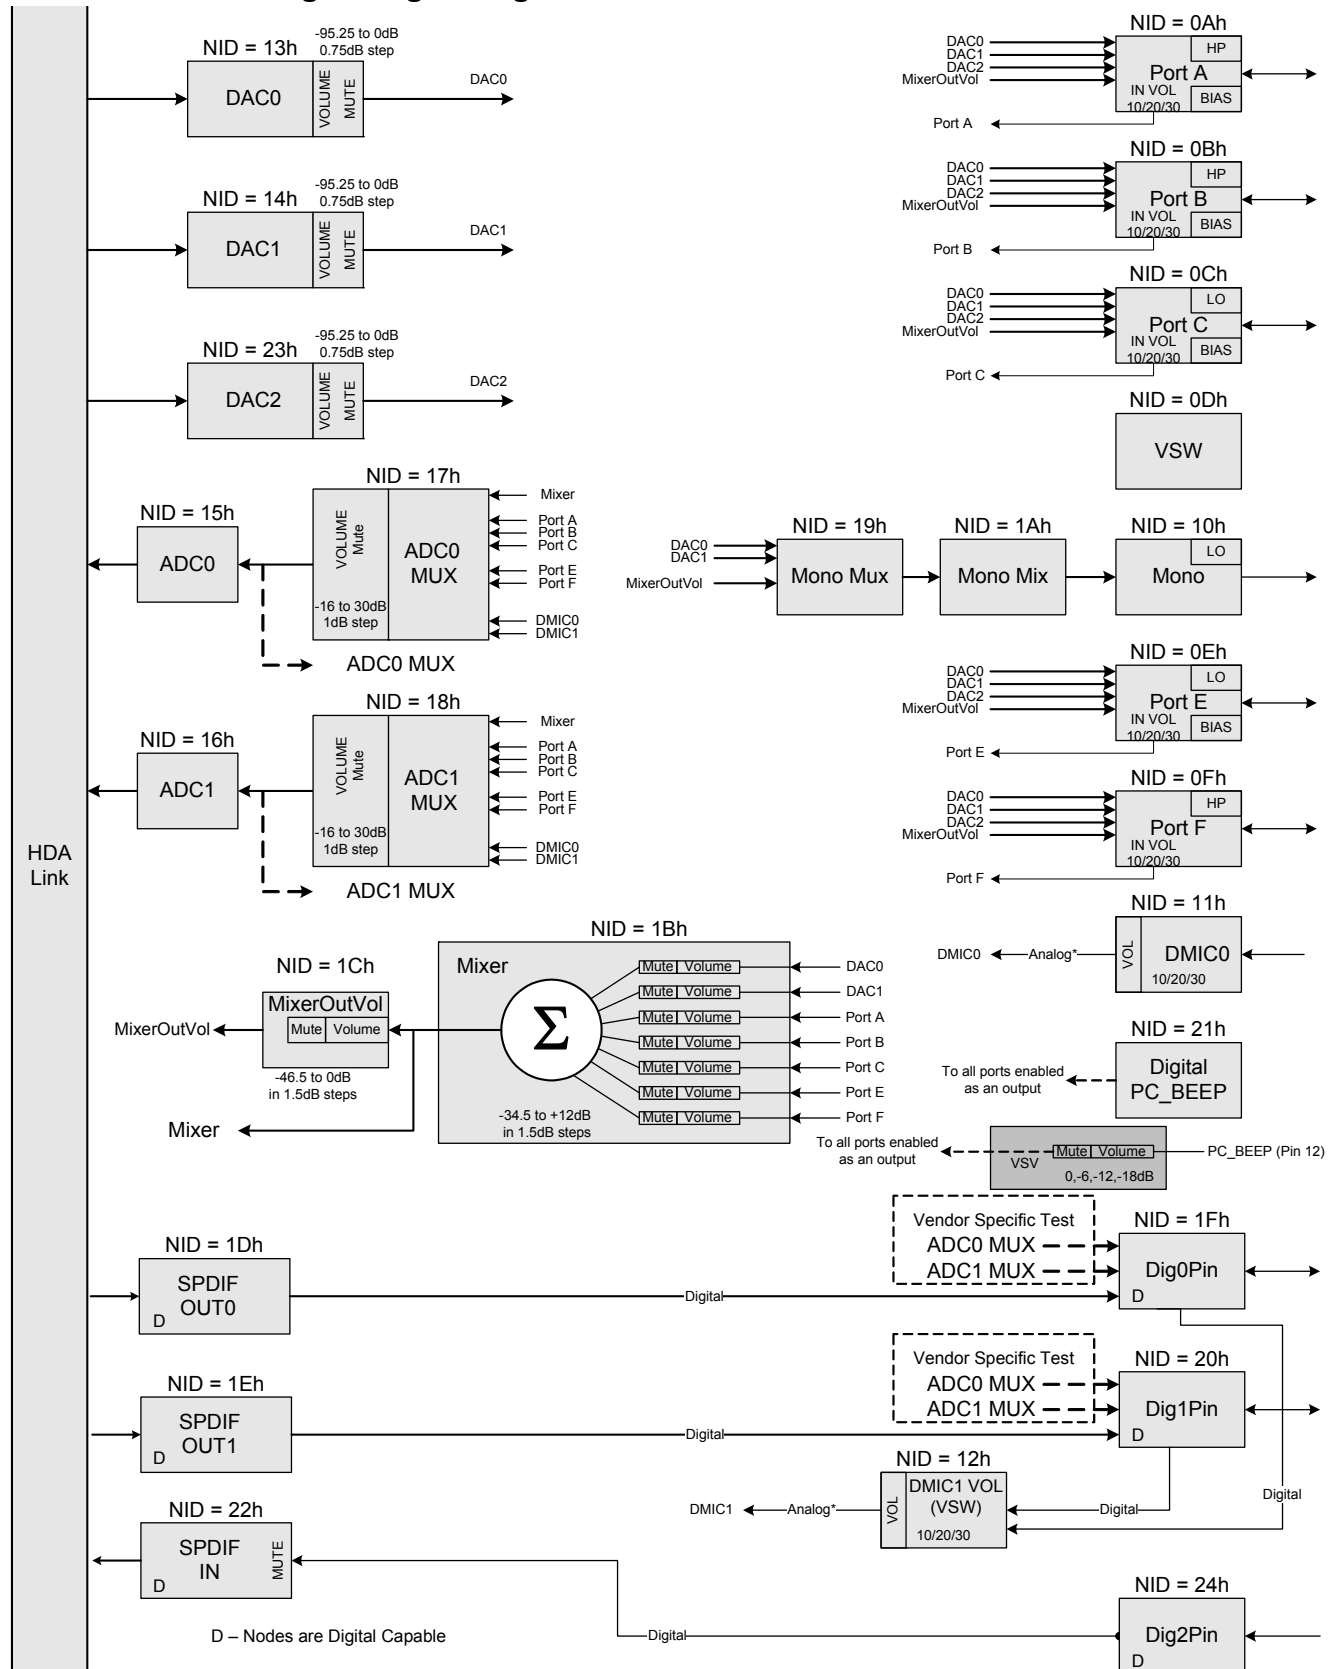 HDA
Link
NID = 13h
-95.25 to 0dB
0.75dB step
DAC0
VOLUME
MUTE
DAC0
NID = 14h
-95.25 to 0dB
0.75dB step
DAC1
VOLUME
MUTE
DAC1
NID = 23h
-95.25 to 0dB
0.75dB step
DAC2
VOLUME
MUTE
DAC2
NID = 17h
NID = 15h
ADC0
VOLUME
Mute
-16 to 30dB
1dB step
ADC0
MUX
Mixer
Port A
Port B
Port C
Port E
Port F
DMIC0
DMIC1
ADC0 MUX
NID = 18h
NID = 16h
ADC1
VOLUME
Mute
-16 to 30dB
1dB step
ADC1
MUX
Mixer
Port A
Port B
Port C
Port E
Port F
DMIC0
DMIC1
ADC1 MUX
NID = 1Bh
Mixer
Σ
Mute Volume
DAC0
Mute Volume
DAC1
Mute Volume
Port A
Mute Volume
Port B
Mute Volume
Port C
Mute Volume
Port E
Mute Volume
Port F
-34.5 to +12dB
in 1.5dB steps
NID = 1Ch
MixerOutVol
Mute Volume
-46.5 to 0dB
in 1.5dB steps
MixerOutVol
Mixer
NID = 0Ah
DAC0
DAC1
DAC2
MixerOutVol
HP
Port A
IN VOL
10/20/30
BIAS
Port A
NID = 0Bh
DAC0
DAC1
DAC2
MixerOutVol
HP
Port B
IN VOL
10/20/30
BIAS
Port B
NID = 0Ch
DAC0
DAC1
DAC2
MixerOutVol
LO
Port C
IN VOL
10/20/30
BIAS
Port C
NID = 0Dh
VSW
NID = 19h
DAC0
DAC1
MixerOutVol
Mono Mux
NID = 1Ah
Mono Mix
NID = 10h
LO
Mono
NID = 0Eh
DAC0
DAC1
DAC2
MixerOutVol
LO
Port E
IN VOL
10/20/30
BIAS
Port E
NID = 0Fh
DAC0
DAC1
DAC2
MixerOutVol
HP
Port F
IN VOL
10/20/30
Port F
NID = 11h
DMIC0
Analog*
VOL
DMIC0
10/20/30
NID = 21h
Digital
PC_BEEP
To all ports enabled
as an output
To all ports enabled
as an output
VSV
Mute Volume
0,-6,-12,-18dB
PC_BEEP (Pin 12)
NID = 1Dh
SPDIF
OUT0
D
Digital
Vendor Specific Test
ADC0 MUX
ADC1 MUX
NID = 1Fh
Dig0Pin
D
NID = 1Eh
SPDIF
OUT1
D
Digital
Vendor Specific Test
ADC0 MUX
ADC1 MUX
NID = 20h
Dig1Pin
D
NID = 12h
DMIC1
Analog*
VOL
DMIC1 VOL
(VSW)
10/20/30
Digital
Digital
NID = 22h
SPDIF
IN
MUTE
D
Digital
NID = 24h
Dig2Pin
D
D – Nodes are Digital Capable